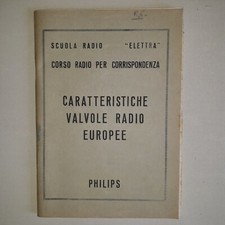 SCUOLA RADIO "ELETTRA"
CORSO RADIO PER CORRISPONDENZA
CARATTERISTICHE
VALVOLE RADIO
EUROPEE
PHILIPS